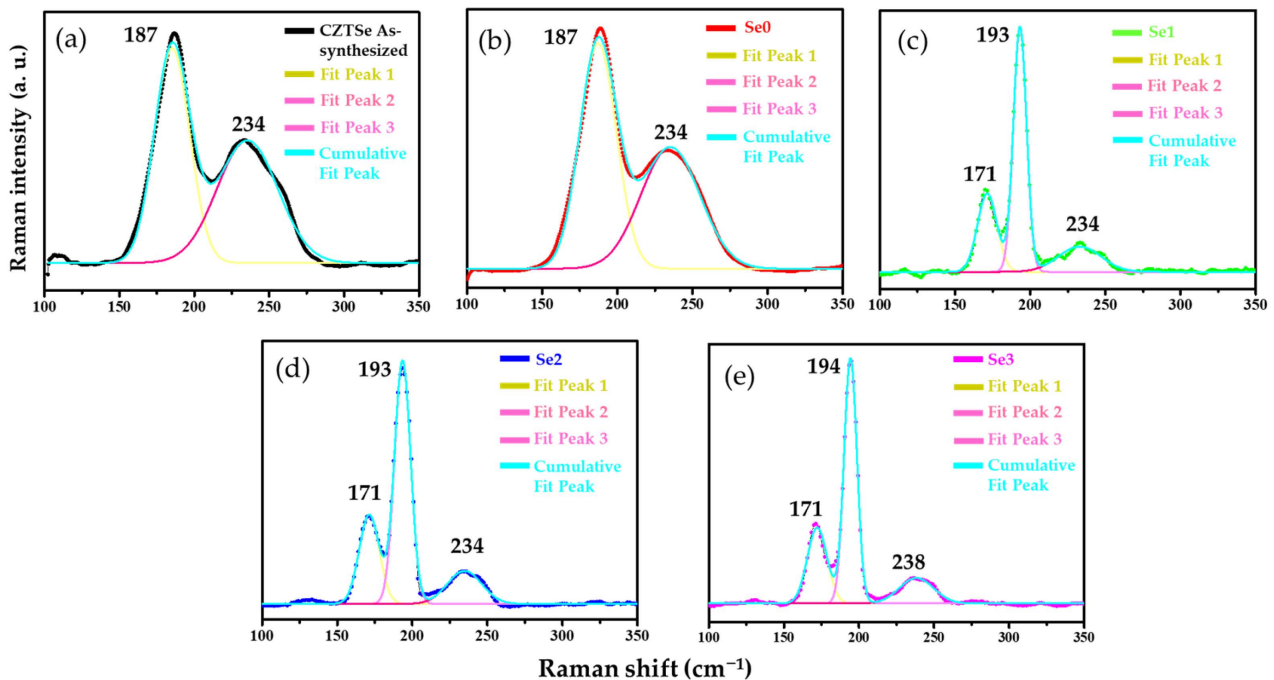 Raman intensity (a. u.)
(a)
187
234
CZTSe As-
synthesized
Fit Peak 1
Fit Peak 2
Fit Peak 3
Cumulative
Fit Peak
100 150 200 250 300 350
(b)
187
234
Se0
Fit Peak 1
Fit Peak 2
Fit Peak 3
Cumulative
Fit Peak
100 150 200 250 300 350
(c)
193
171
234
Se1
Fit Peak 1
Fit Peak 2
Fit Peak 3
Cumulative
Fit Peak
100 150 200 250 300 350
(d)
193
171
234
Se2
Fit Peak 1
Fit Peak 2
Fit Peak 3
Cumulative
Fit Peak
100 150 200 250 300 350
(e)
194
171
238
Se3
Fit Peak 1
Fit Peak 2
Fit Peak 3
Cumulative
Fit Peak
100 150 200 250 300 350
Raman shift (cm⁻¹)